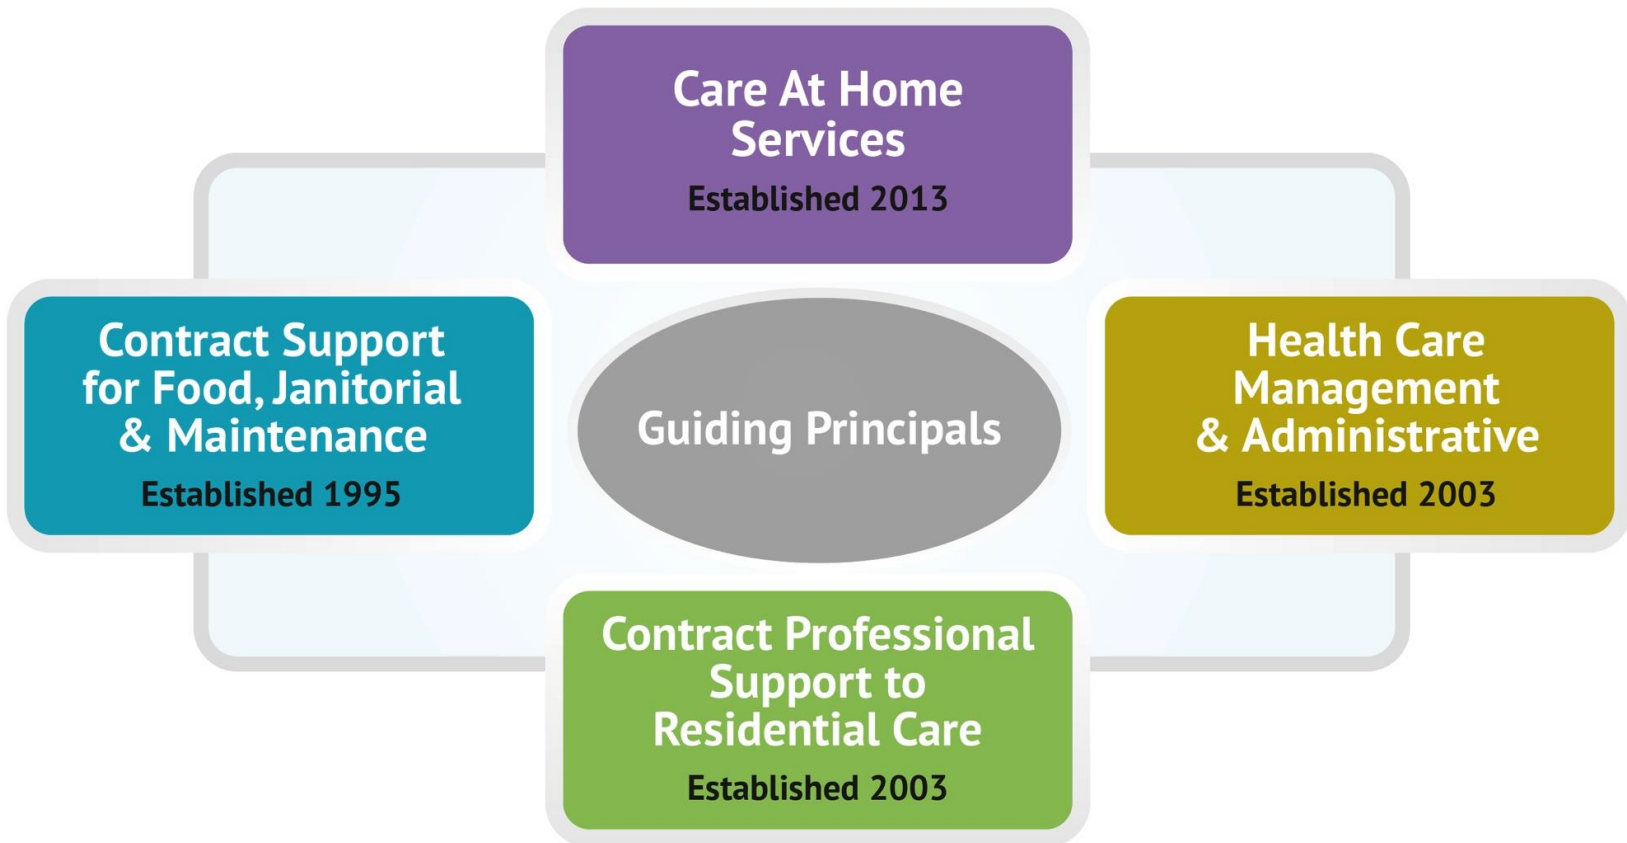 Care At Home
Services
Established 2013
Contract Support
for Food, Janitorial
& Maintenance
Established 1995
Guiding Principals
Health Care
Management
& Administrative
Established 2003
Contract Professional
Support to
Residential Care
Established 2003